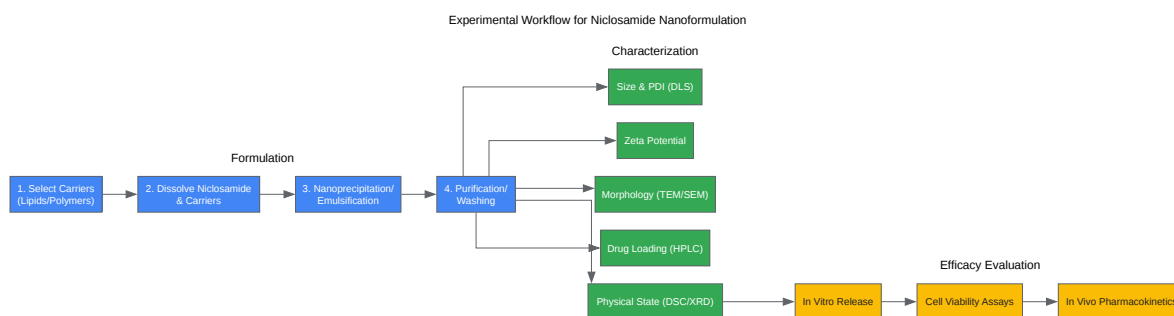 Experimental Workflow for Niclosamide Nanoformulation
Characterization
Size & PDI (DLS)
Zeta Potential
Formulation
1. Select Carriers
(Lipids/Polymers)
2. Dissolve Niclosamide
& Carriers
3. Nanoprecipitation/
Emulsification
4. Purification/
Washing
Morphology (TEM/SEM)
Drug Loading (HPLC)
Efficacy Evaluation
Physical State (DSC/XRD)
In Vitro Release
Cell Viability Assays
In Vivo Pharmacokinetics